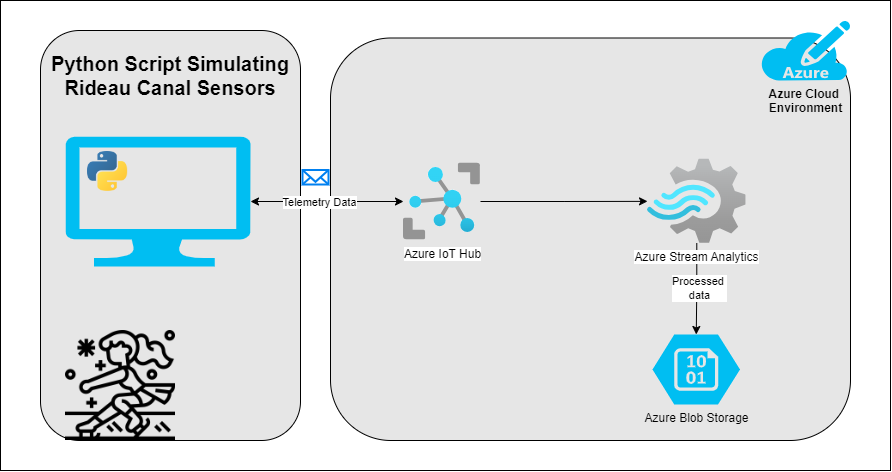 Python Script Simulating
Rideau Canal Sensors
Azure
Azure Cloud
Environment
Telemetry Data
Azure IoT Hub
Azure Stream Analytics
Processed
data
10
01
Azure Blob Storage